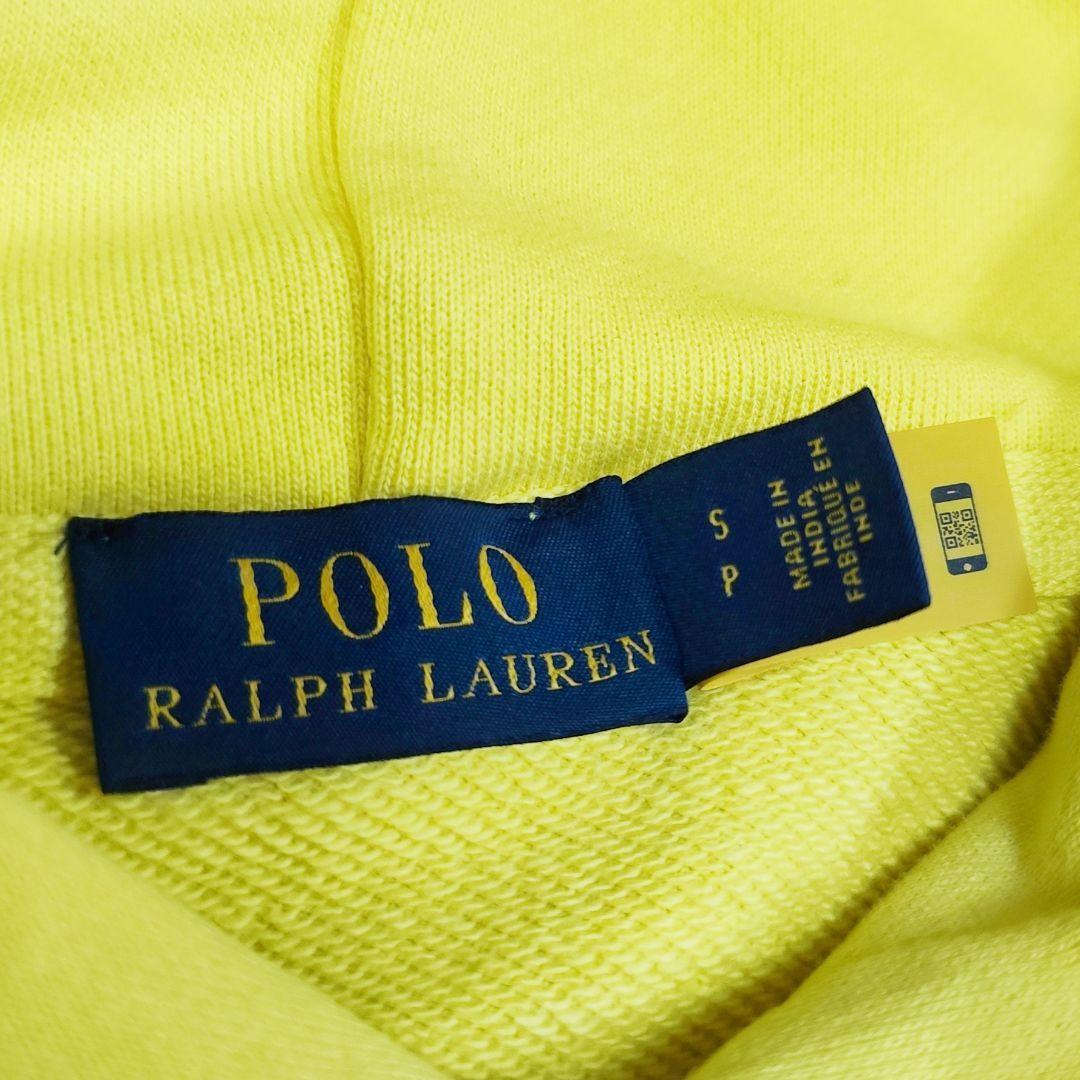 POLO
RALPH LAUREN
S
P
MADE IN
INDIA
FABRIQUÉ EN
INDE